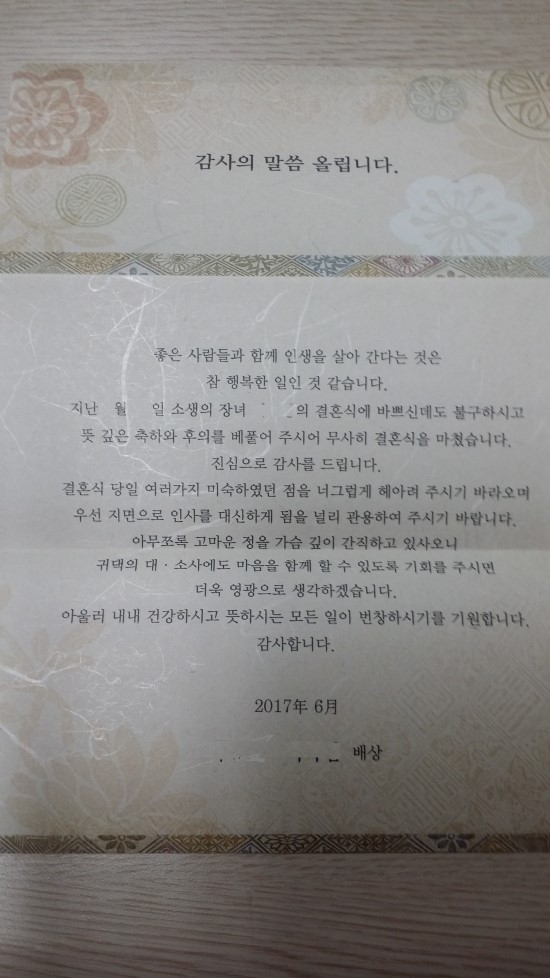 감사의 말씀 올립니다.
좋은 사람들과 함께 인생을 살아 간다는 것은
참 행복한 일인 것 같습니다.
지난 월 일 소생의 장녀 의 결혼식에 바쁘신데도 불구하시고
뜻 깊은 축하와 후의를 베풀어 주시어 무사히 결혼식을 마쳤습니다.
진심으로 감사를 드립니다.
결혼식 당일 여러가지 미숙하였던 점을 너그럽게 헤아려 주시기 바라오며
우선 지면으로 인사를 대신하게 됨을 널리 관용하여 주시기 바랍니다.
아무쪼록 고마운 정을 가슴 깊이 간직하고 있사오니
귀댁의 대·소사에도 마음을 함께 할 수 있도록 기회를 주시면
더욱 영광으로 생각하겠습니다.
아울러 내내 건강하시고 뜻하시는 모든 일이 번창하시기를 기원합니다.
감사합니다.
2017年 6月
배상